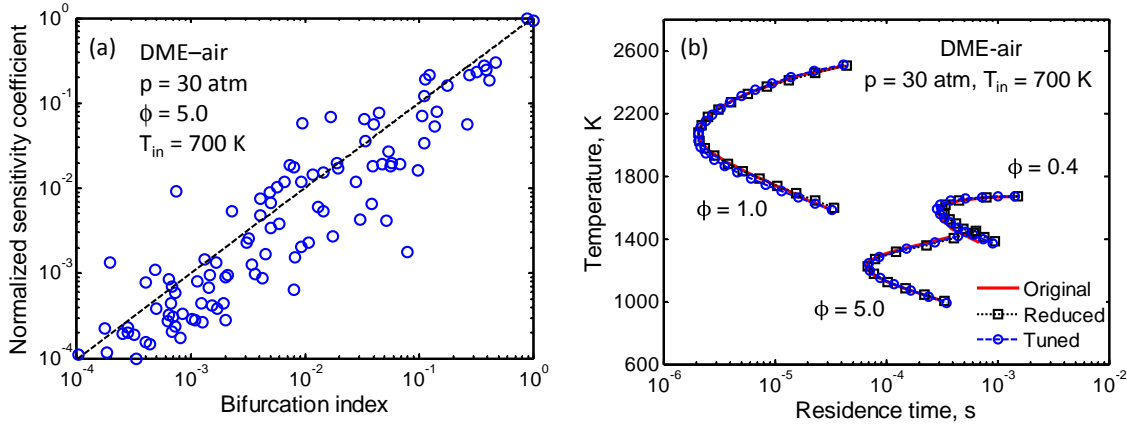 (a)
DME–air
p = 30 atm
ϕ = 5.0
T_in = 700 K
Normalized sensitivity coefficient
10^0
10^-1
10^-2
10^-3
10^-4
10^-4 10^-3 10^-2 10^-1 10^0
Bifurcation index
(b)
DME-air
p = 30 atm, T_in = 700 K
ϕ = 0.4
ϕ = 1.0
ϕ = 5.0
Original
Reduced
Tuned
Temperature, K
2600
2200
1800
1400
1000
600
10^-6 10^-5 10^-4 10^-3 10^-2
Residence time, s